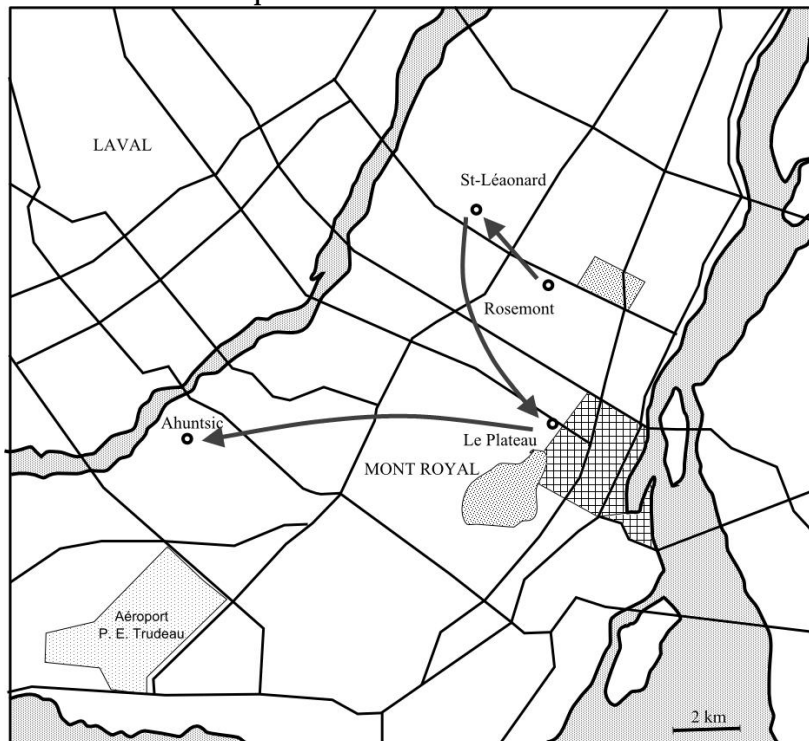 LAVAL
St-Léaonard
Rosemont
Ahuntsic
Le Plateau
MONT ROYAL
Aéroport
P. E. Trudeau
2 km